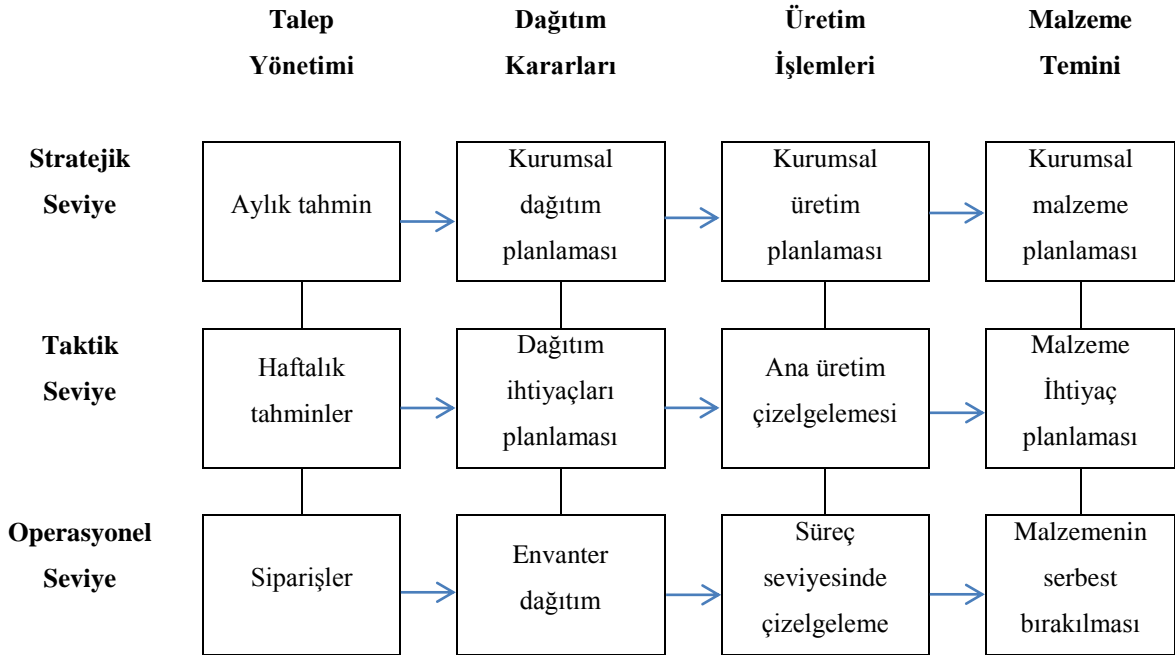 Talep
Yönetimi
Dağıtım
Kararları
Üretim
İşlemleri
Malzeme
Temini
Stratejik
Seviye
Aylık tahmin
Kurumsal
dağıtım
planlaması
Kurumsal
üretim
planlaması
Kurumsal
malzeme
planlaması
Taktik
Seviye
Haftalık
tahminler
Dağıtım
ihtiyaçları
planlaması
Ana üretim
çizelgelemesi
Malzeme
İhtiyaç
planlaması
Operasyonel
Seviye
Siparişler
Envanter
dağıtım
Süreç
seviyesinde
çizelgeleme
Malzemenin
serbest
bırakılması